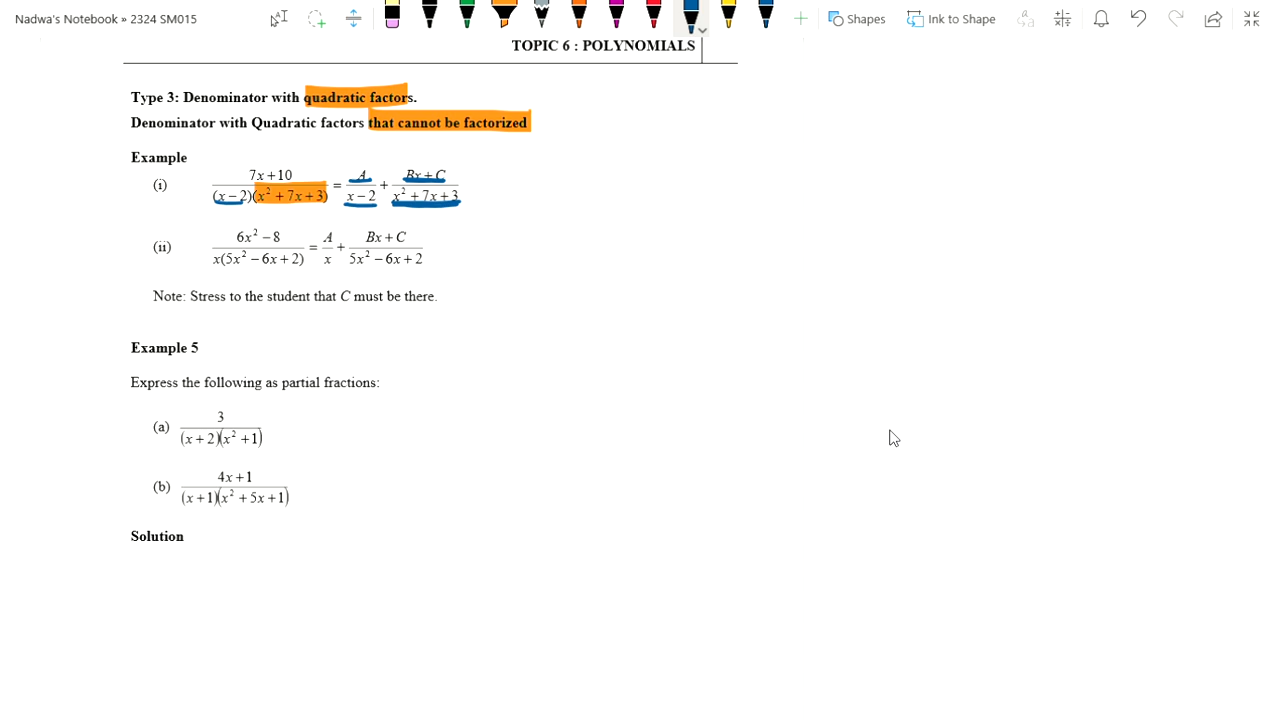 Nadwa's Notebook » 2324 SM015
Shapes
Ink to Shape
TOPIC 6 : POLYNOMIALS
Type 3: Denominator with quadratic factors.
Denominator with Quadratic factors that cannot be factorized
Example
(i) (7x+10)/((x−2)(x²+7x+3)) = A/(x−2) + (Bx+C)/(x²+7x+3)
(ii) (6x²−8)/(x(5x²−6x+2)) = A/x + (Bx+C)/(5x²−6x+2)
Note: Stress to the student that C must be there.
Example 5
Express the following as partial fractions:
(a) 3/((x+2)(x²+1))
(b) (4x+1)/((x+1)(x²+5x+1))
Solution